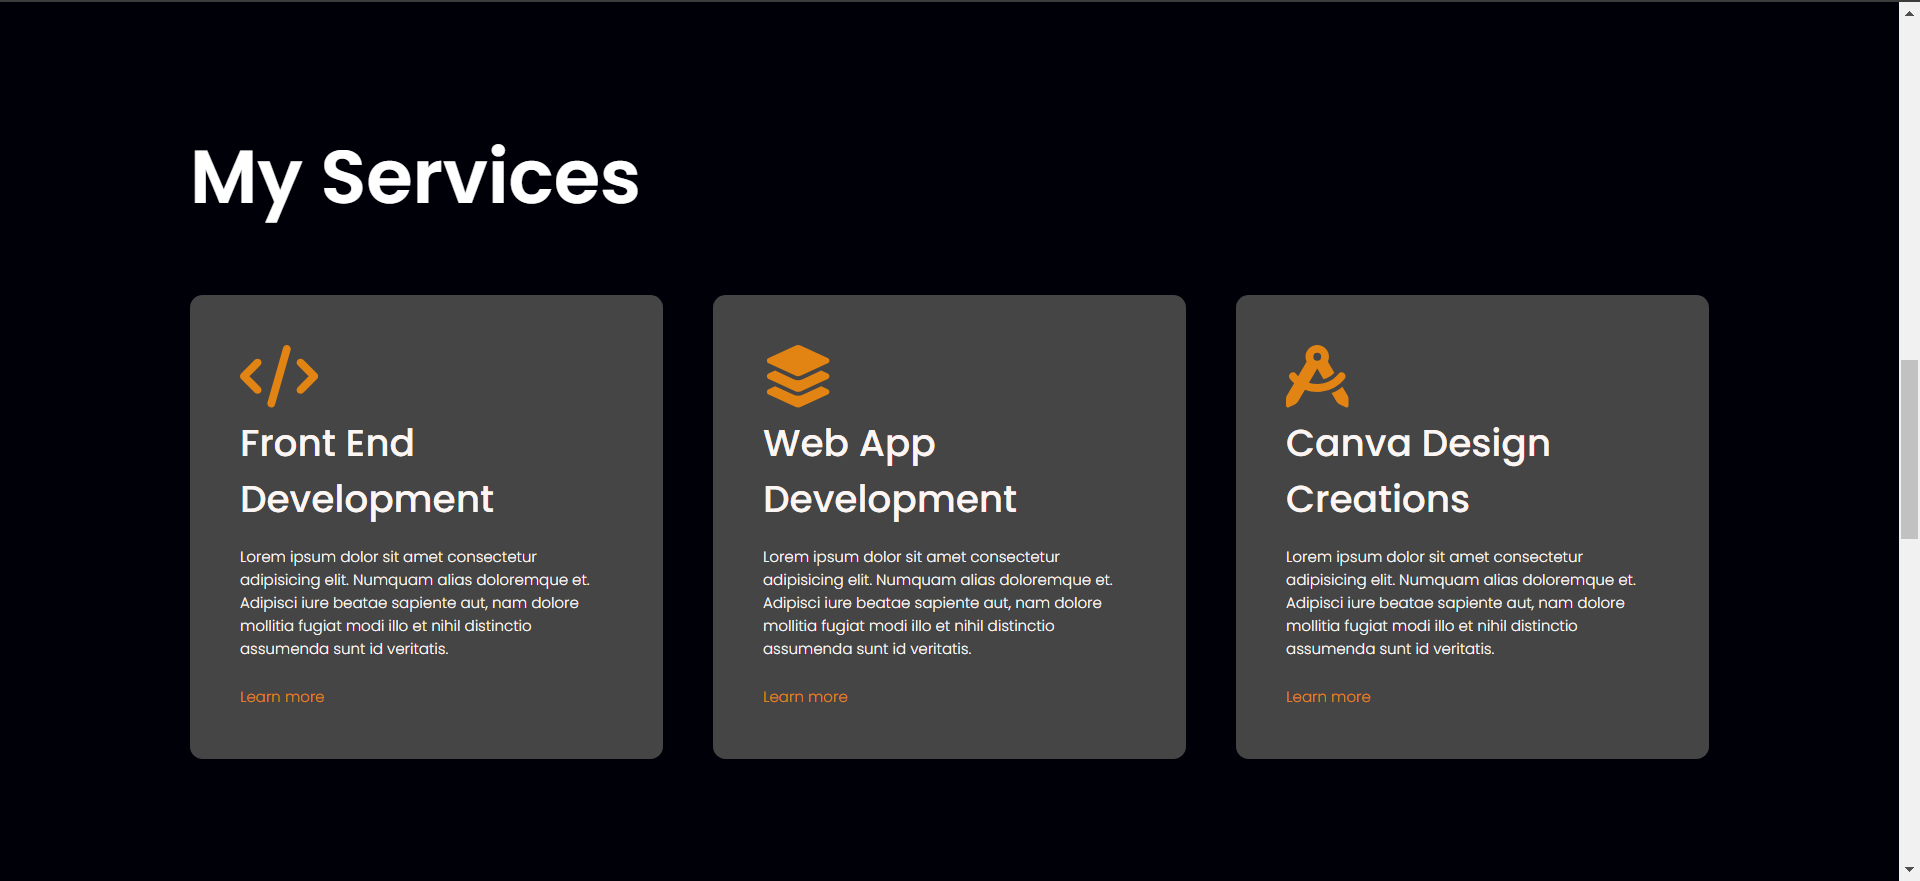 My Services
Front End
Development
Lorem ipsum dolor sit amet consectetur
adipisicing elit. Numquam alias doloremque et.
Adipisci iure beatae sapiente aut, nam dolore
mollitia fugiat modi illo et nihil distinctio
assumenda sunt id veritatis.
Learn more
Web App
Development
Lorem ipsum dolor sit amet consectetur
adipisicing elit. Numquam alias doloremque et.
Adipisci iure beatae sapiente aut, nam dolore
mollitia fugiat modi illo et nihil distinctio
assumenda sunt id veritatis.
Learn more
Canva Design
Creations
Lorem ipsum dolor sit amet consectetur
adipisicing elit. Numquam alias doloremque et.
Adipisci iure beatae sapiente aut, nam dolore
mollitia fugiat modi illo et nihil distinctio
assumenda sunt id veritatis.
Learn more